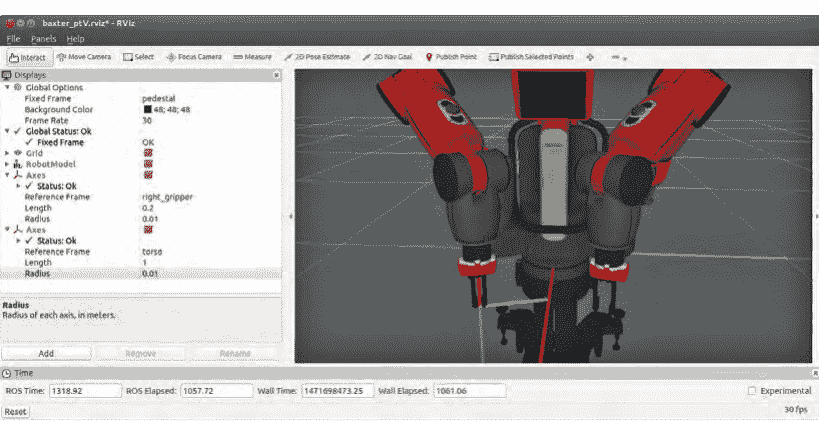 baxter_ptV.rviz* - RViz
File Panels Help
Interact Move Camera Select Focus Camera Measure 2D Pose Estimate 2D Nav Goal Publish Point Publish Selected Points
Displays
Global Options
Fixed Frame pedestal
Background Color 48; 48; 48
Frame Rate 30
Global Status: Ok
Fixed Frame OK
Grid
RobotModel
Axes
Status: Ok
Reference Frame right_gripper
Length 0.2
Radius 0.01
Axes
Status: Ok
Reference Frame torso
Length 1
Radius 0.01
Radius
Radius of each axis, in meters.
Add Remove Rename
Time
ROS Time: 1318.92 ROS Elapsed: 1057.72 Wall Time: 1471698473.25 Wall Elapsed: 1061.06 Experimental
Reset 30 fps